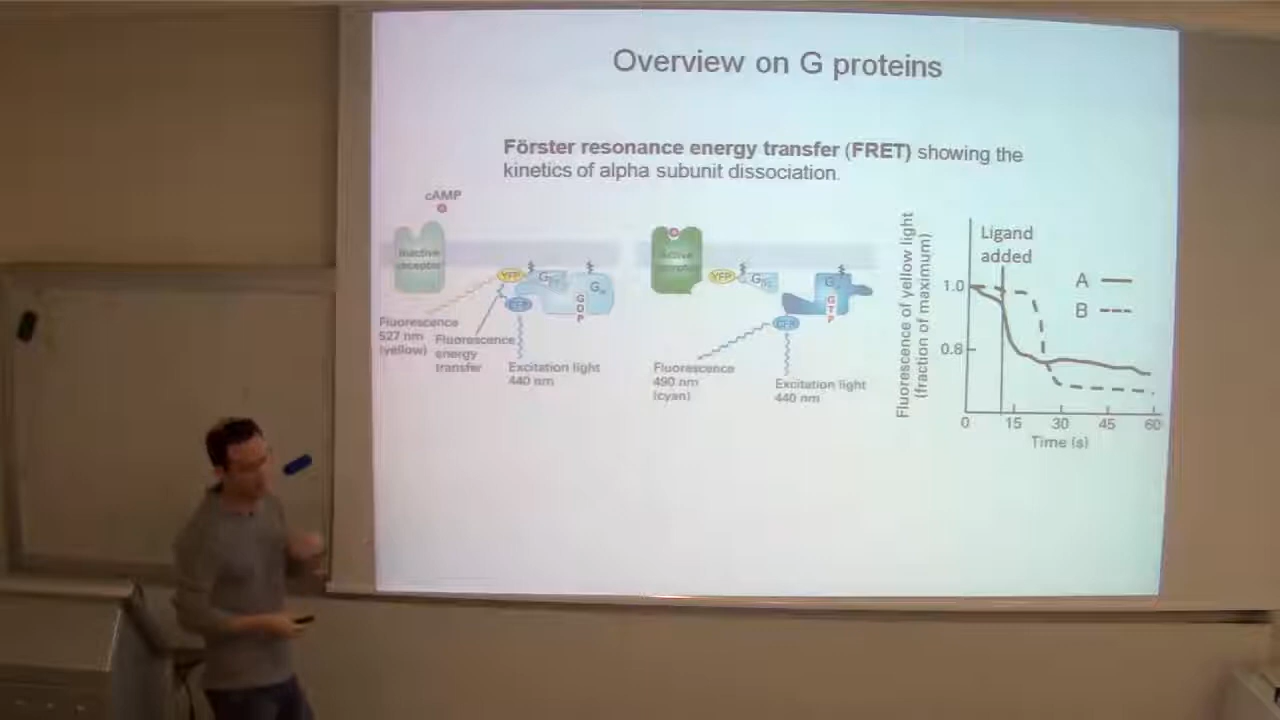 Overview on G proteins
Förster resonance energy transfer (FRET) showing the
kinetics of alpha subunit dissociation.
cAMP
Inactive
receptor
YFP
CFP
G
D
P
Fluorescence
527 nm
(yellow)
Fluorescence
energy
transfer
Excitation light
440 nm
Active
receptor
YFP
CFP
G
T
P
Fluorescence
490 nm
(cyan)
Excitation light
440 nm
Fluorescence of yellow light
(fraction of maximum)
Ligand
added
A
B
1.0
0.8
0 15 30 45 60
Time (s)